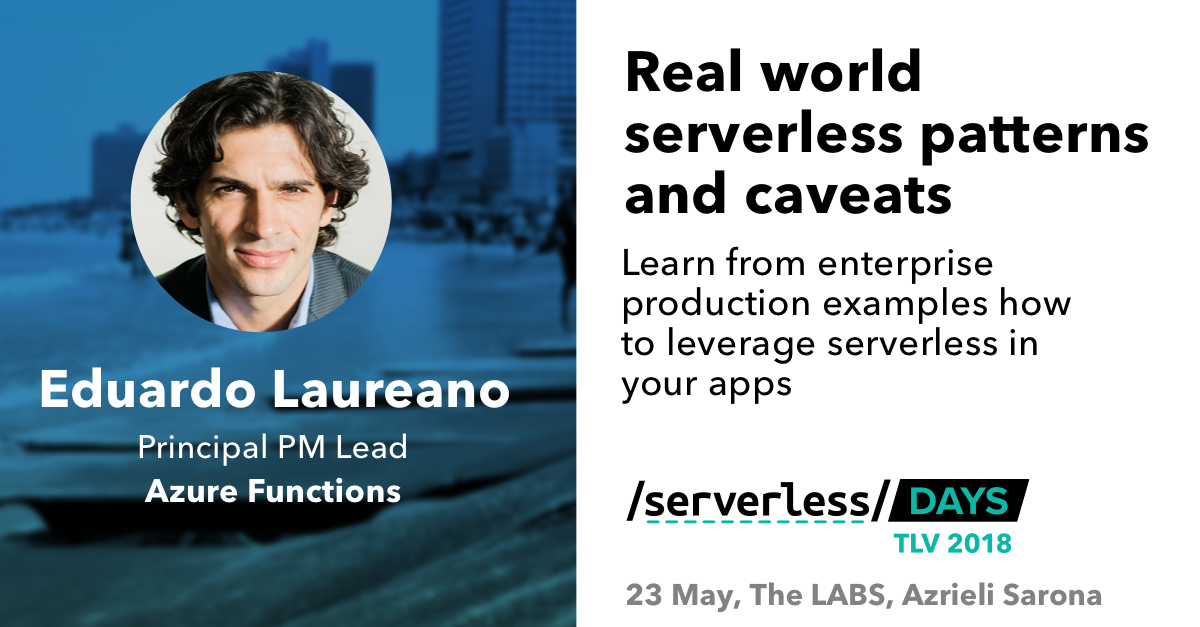 Eduardo Laureano
Principal PM Lead
Azure Functions
Real world
serverless patterns
and caveats
Learn from enterprise
production examples how
to leverage serverless in
your apps
/serverless/DAYS
TLV 2018
23 May, The LABS, Azrieli Sarona